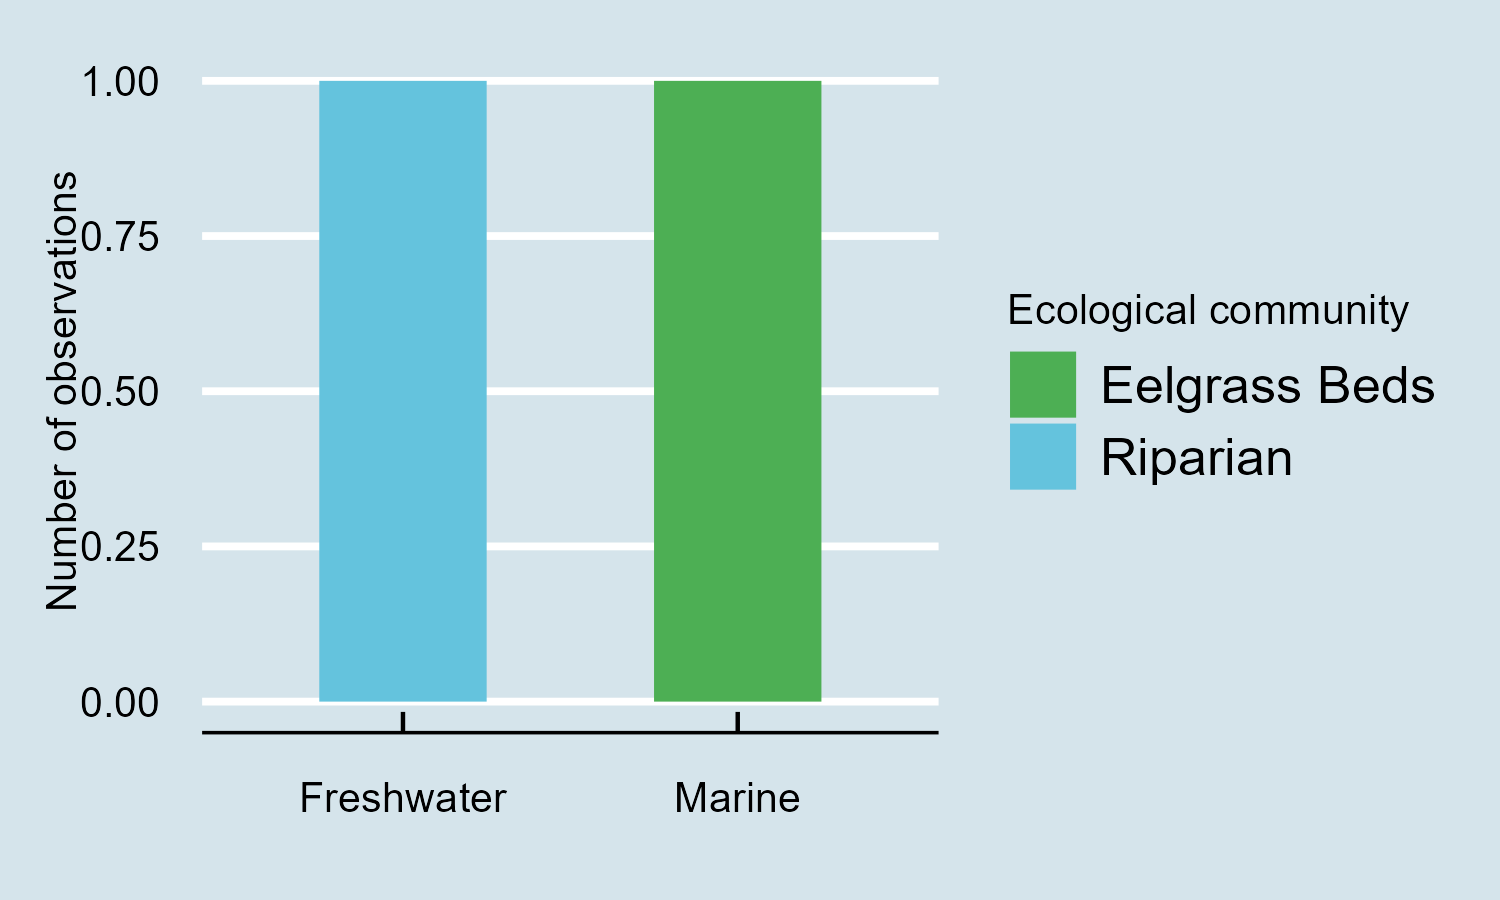 Number of observations
1.00
0.75
0.50
0.25
0.00
Freshwater
Marine
Ecological community
Eelgrass Beds
Riparian